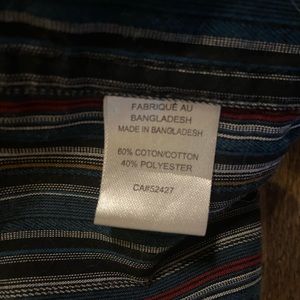 FABRIQUÉ AU
BANGLADESH
MADE IN BANGLADESH
60% COTON/COTTON
40% POLYESTER
CA#52427